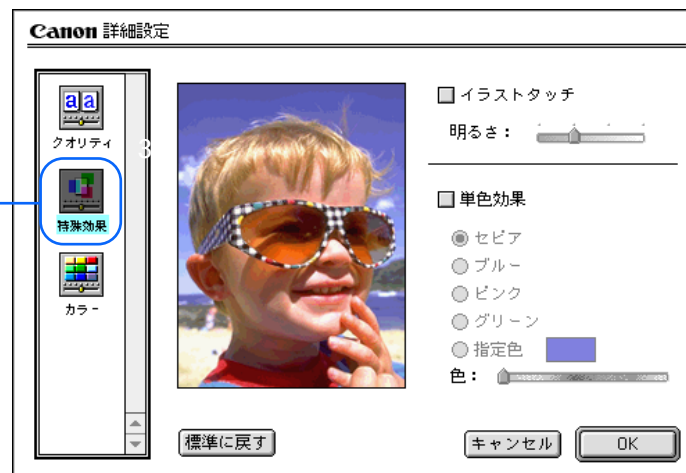 Canon 詳細設定
aa
クオリティ
3
特殊効果
カラー
イラストタッチ
明るさ：
単色効果
セピア
ブルー
ピンク
グリーン
指定色
色：
標準に戻す
キャンセル
OK